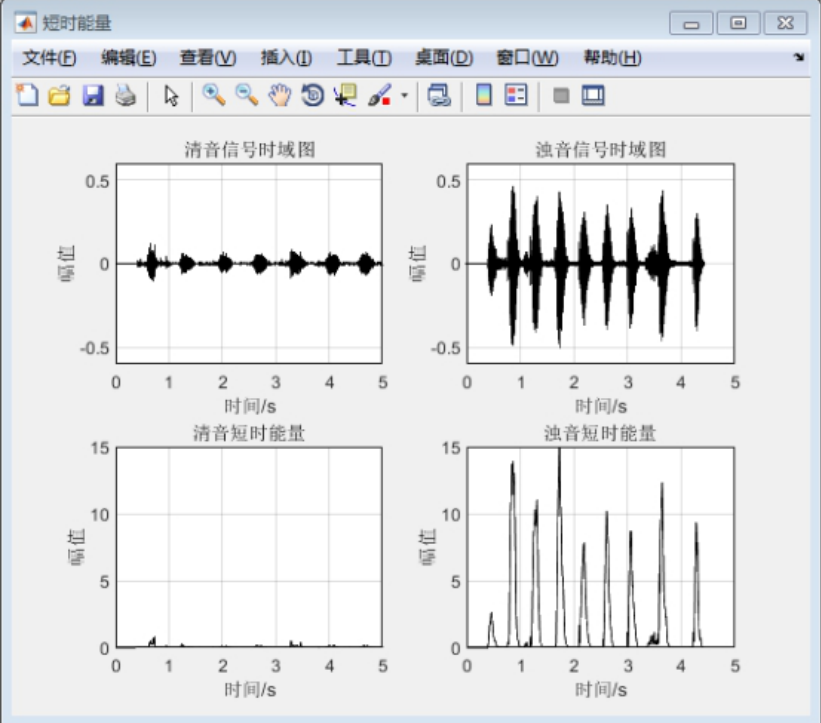 短时能量
文件(F) 编辑(E) 查看(V) 插入(I) 工具(T) 桌面(D) 窗口(W) 帮助(H)
清音信号时域图
幅值
0.5
0
-0.5
0 1 2 3 4 5
时间/s
浊音信号时域图
幅值
0.5
0
-0.5
0 1 2 3 4 5
时间/s
清音短时能量
幅值
15
10
5
0
0 1 2 3 4 5
时间/s
浊音短时能量
幅值
15
10
5
0
0 1 2 3 4 5
时间/s